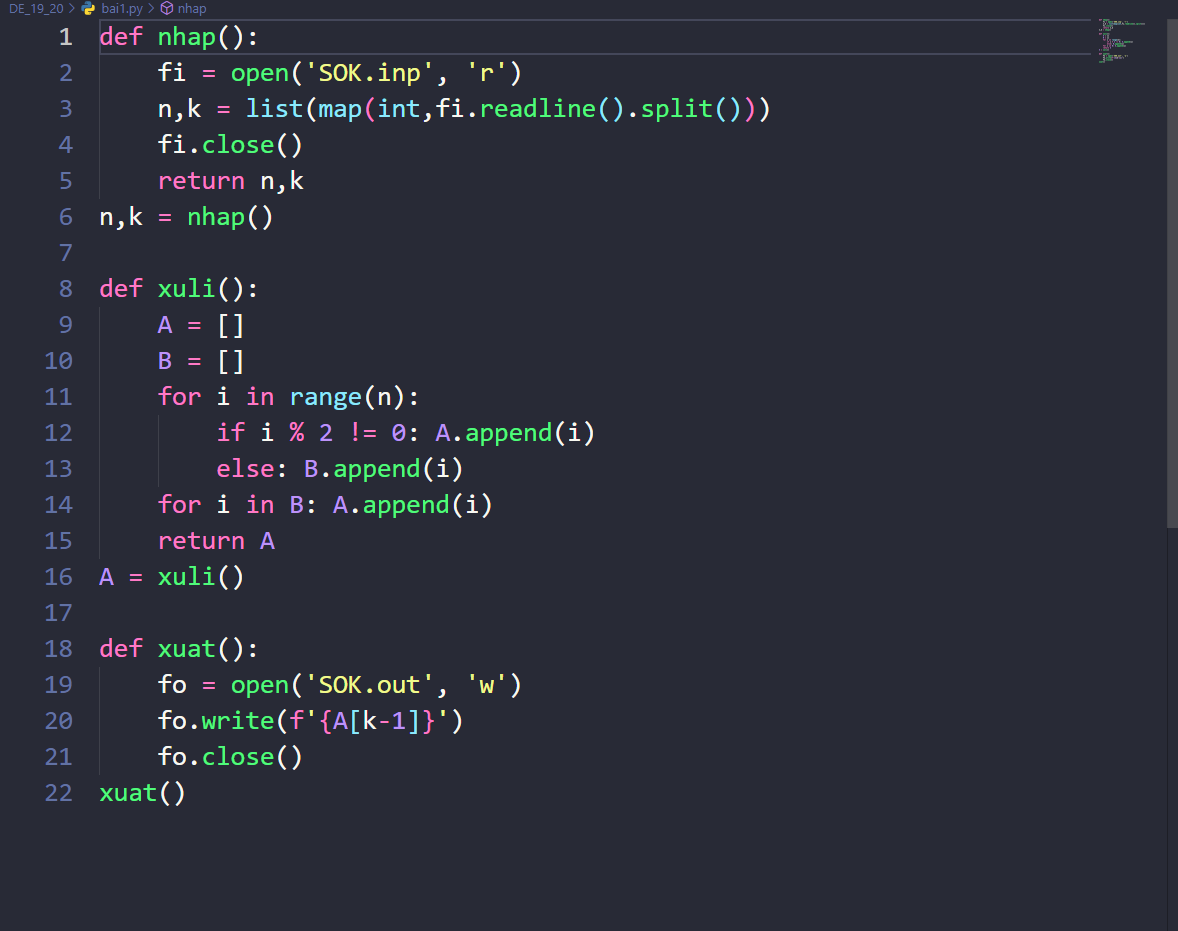 DE_19_20 > bai1.py > nhap
1 def nhap():
2     fi = open('SOK.inp', 'r')
3     n,k = list(map(int,fi.readline().split()))
4     fi.close()
5     return n,k
6 n,k = nhap()
7
8 def xuli():
9     A = []
10     B = []
11     for i in range(n):
12         if i % 2 != 0: A.append(i)
13         else: B.append(i)
14     for i in B: A.append(i)
15     return A
16 A = xuli()
17
18 def xuat():
19     fo = open('SOK.out', 'w')
20     fo.write(f'{A[k-1]}')
21     fo.close()
22 xuat()